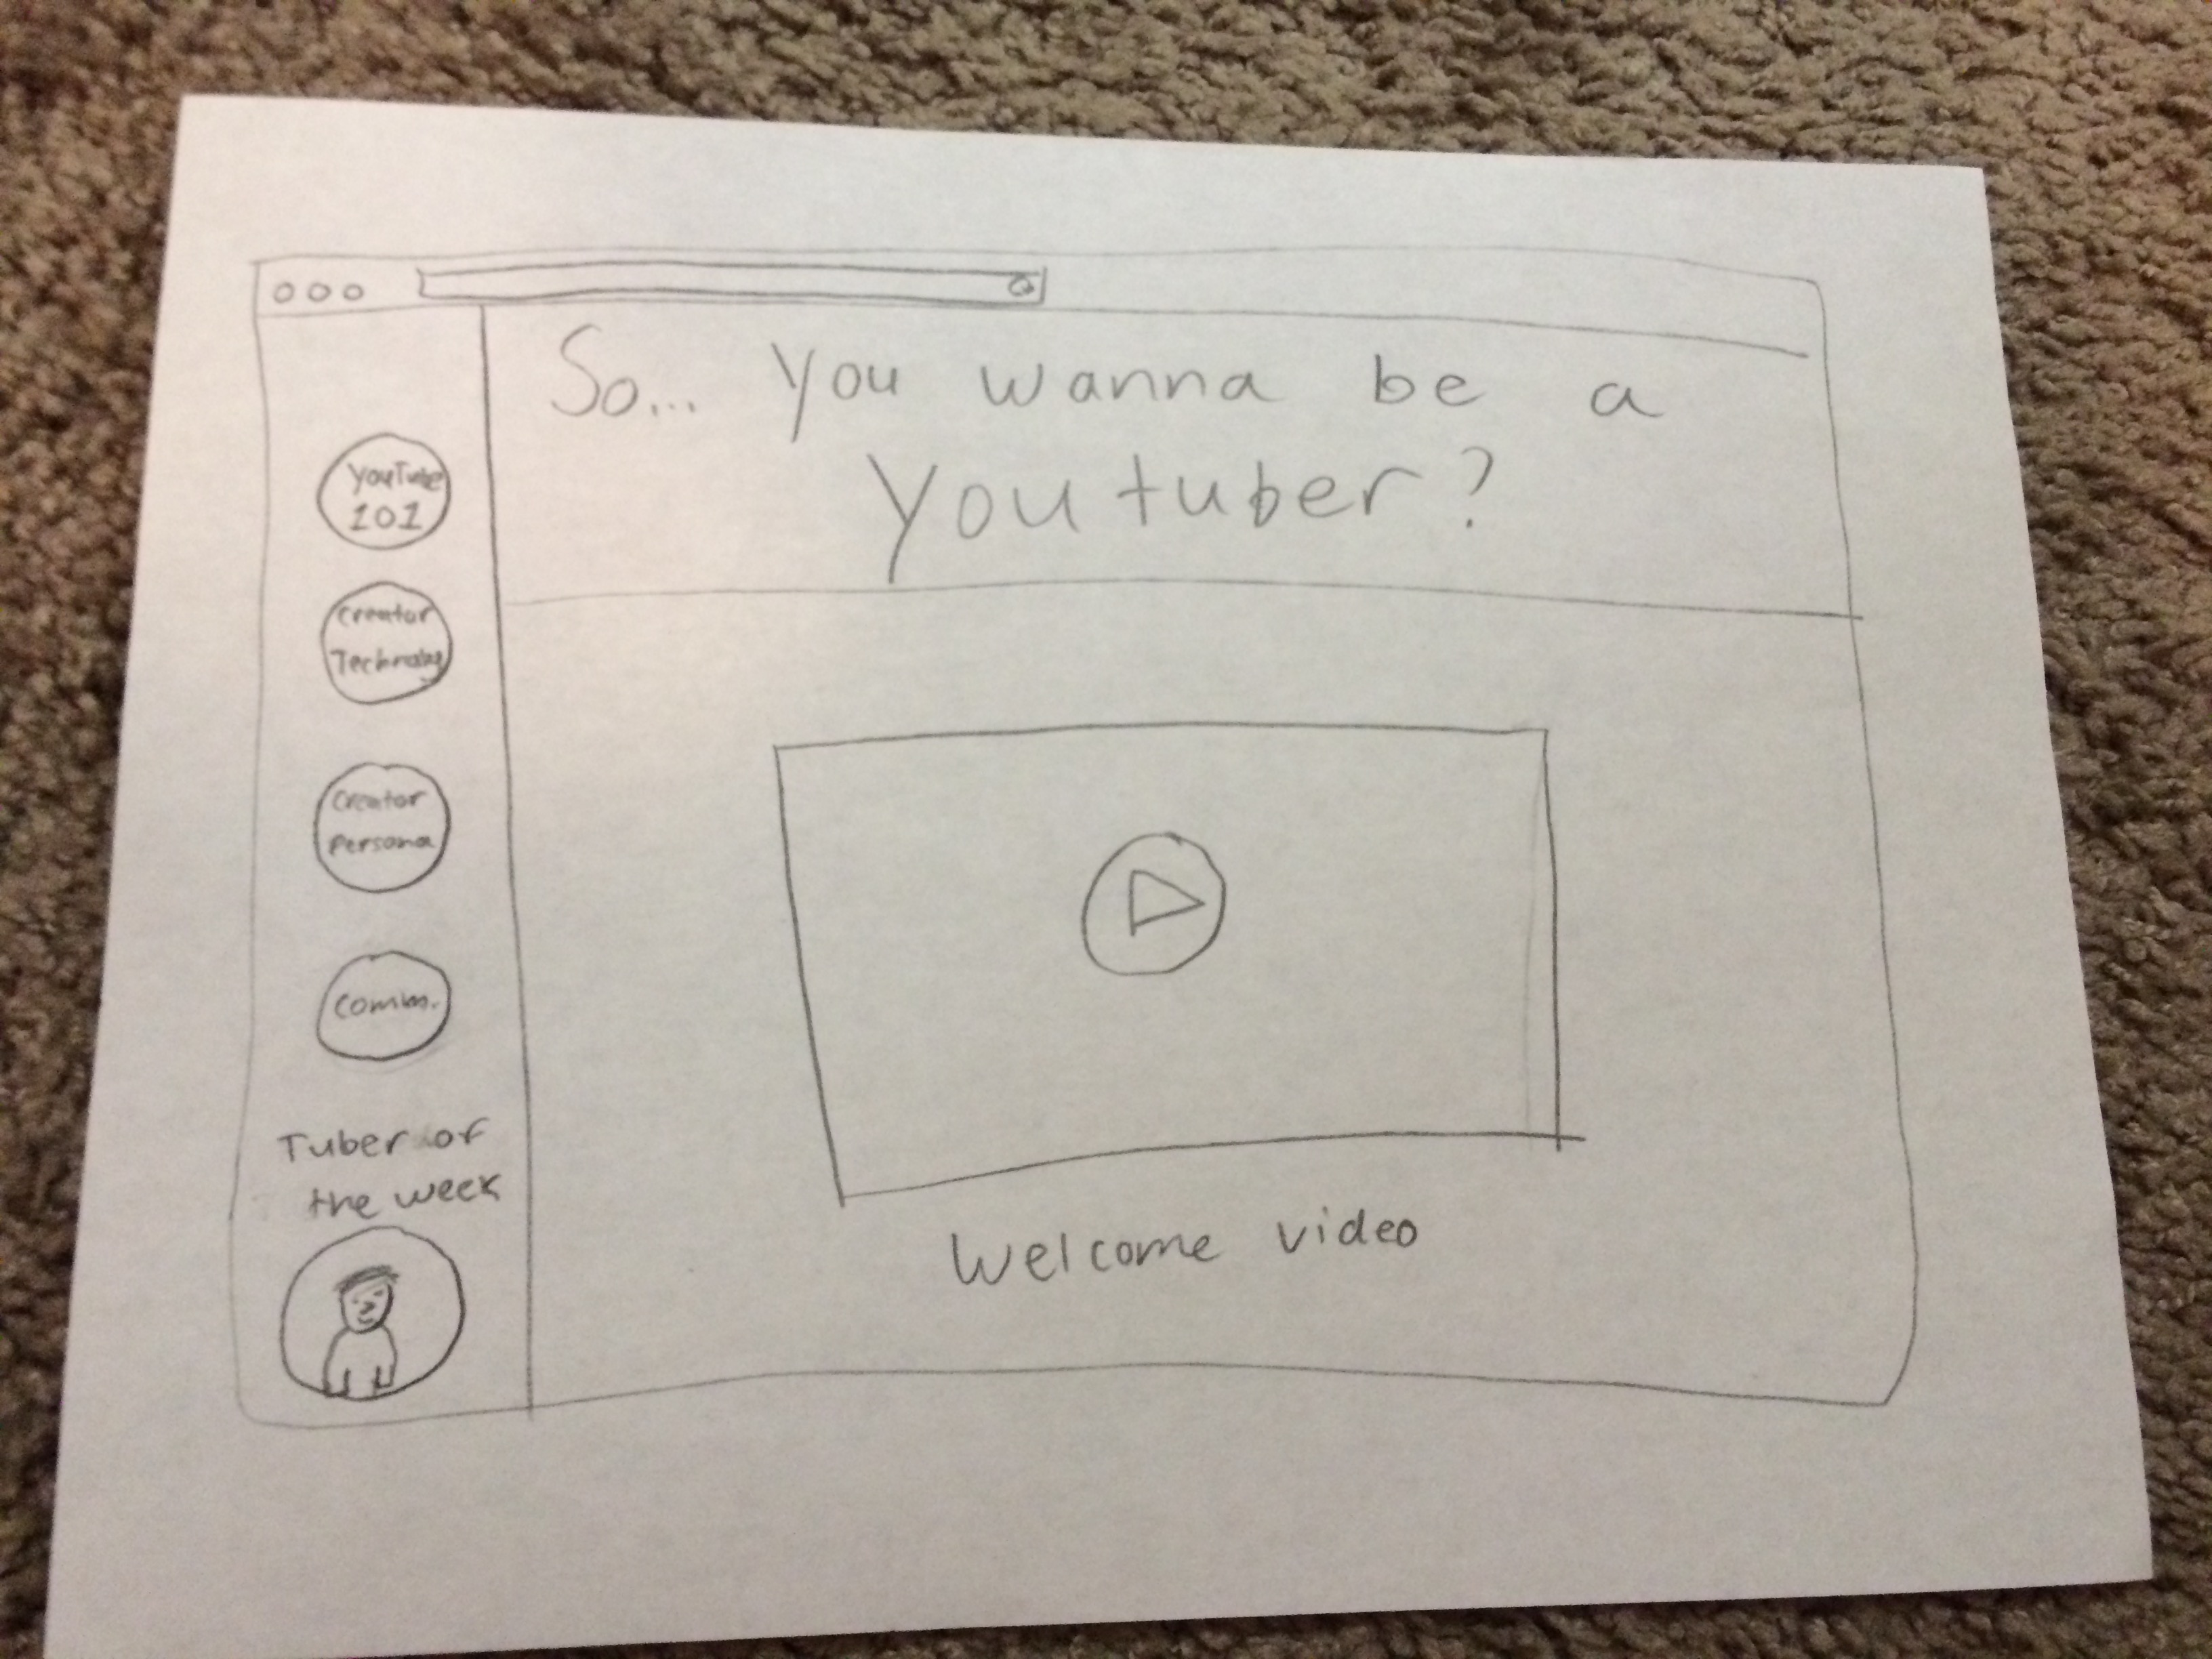 So... you wanna be a
Youtuber?
YouTube
101
Creator
Technology
Creator
Persona
Comm.
Tuber of
the week
Welcome video